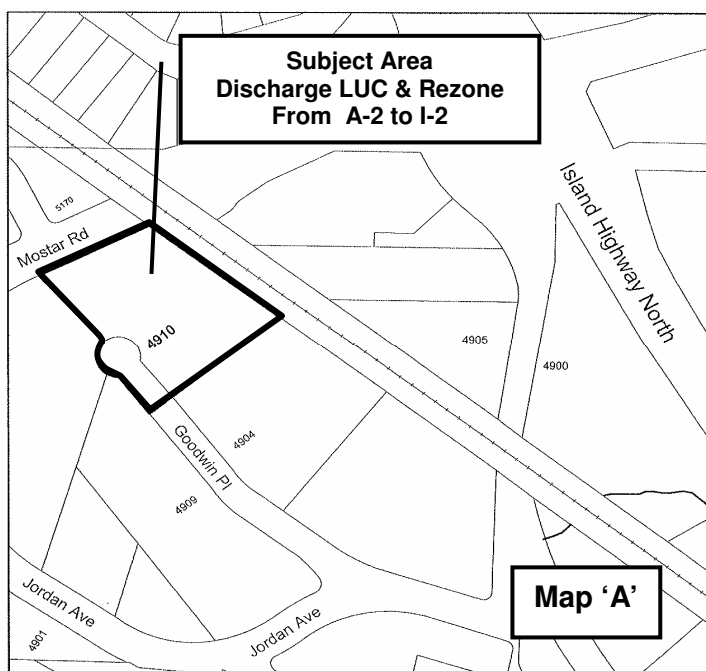 Subject Area
Discharge LUC & Rezone
From A-2 to I-2
Island Highway North
5170
Mostar Rd
4910
4905
4900
Goodwin Pl
4904
4909
Jordan Ave
Jordan Ave
4901
Map ‘A’